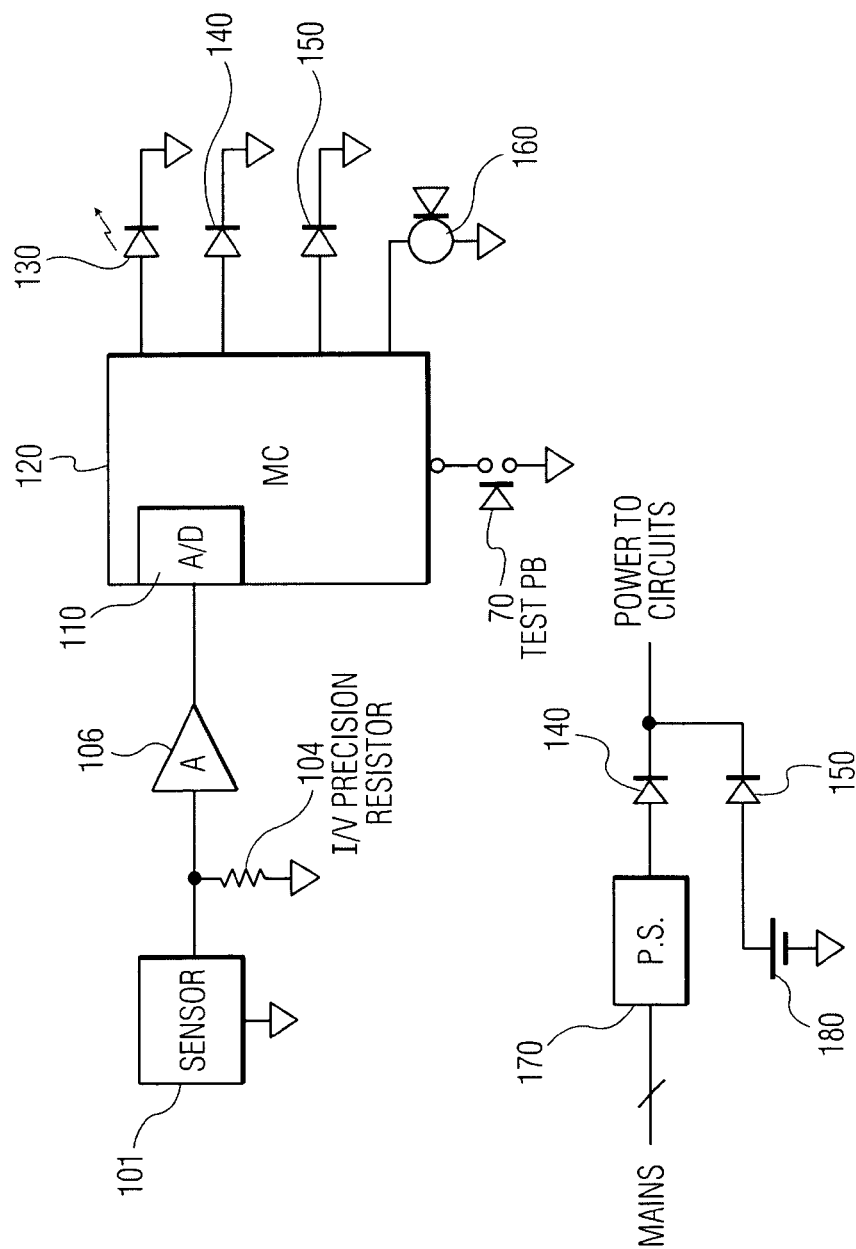 101
SENSOR
104
I/V PRECISION
RESISTOR
106
A
110
A/D
120
MC
130
140
150
160
70
TEST PB
MAINS
170
P.S.
180
140
150
POWER TO
CIRCUITS